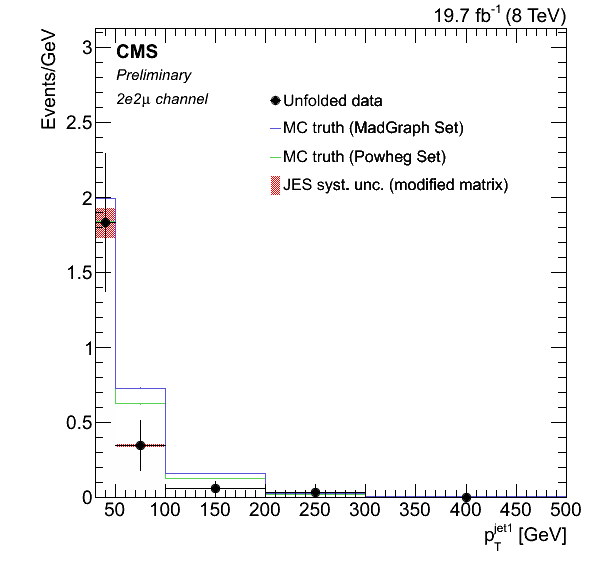 19.7 fb-1 (8 TeV)
Events/GeV
CMS
Preliminary
2e2μ channel
Unfolded data
MC truth (MadGraph Set)
MC truth (Powheg Set)
JES syst. unc. (modified matrix)
3
2.5
2
1.5
1
0.5
0
50 100 150 200 250 300 350 400 450 500
pTjet1 [GeV]